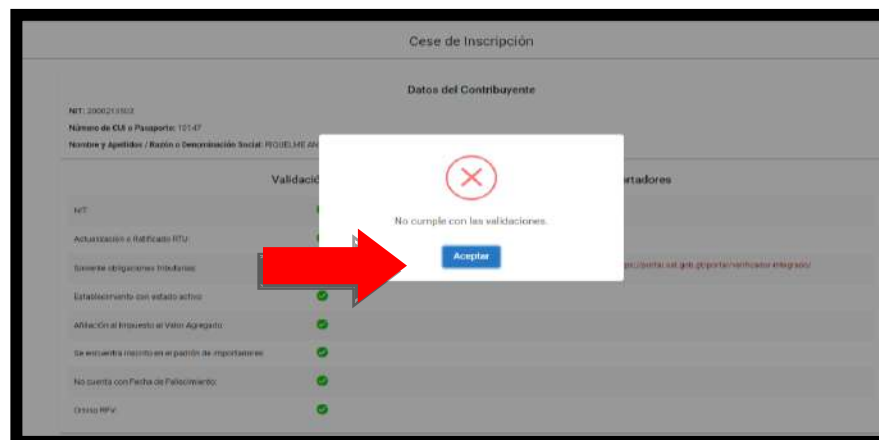 Cese de Inscripción
Datos del Contribuyente
NIT:
Número de CUI o Pasaporte: 10147
Nombre y Apellidos / Razón o Denominación Social: RIQUELME AN
Validació
rtadores
NIT:
No cumple con las validaciones.
Actualización o Ratificado RTU:
Aceptar
Solvente obligaciones tributarias:
Establecimiento con estado activo:
Afiliación al Impuesto al Valor Agregado:
Se encuentra inscrito en el padrón de importadores:
No cuenta con Fecha de Fallecimiento:
Omiso RFV: